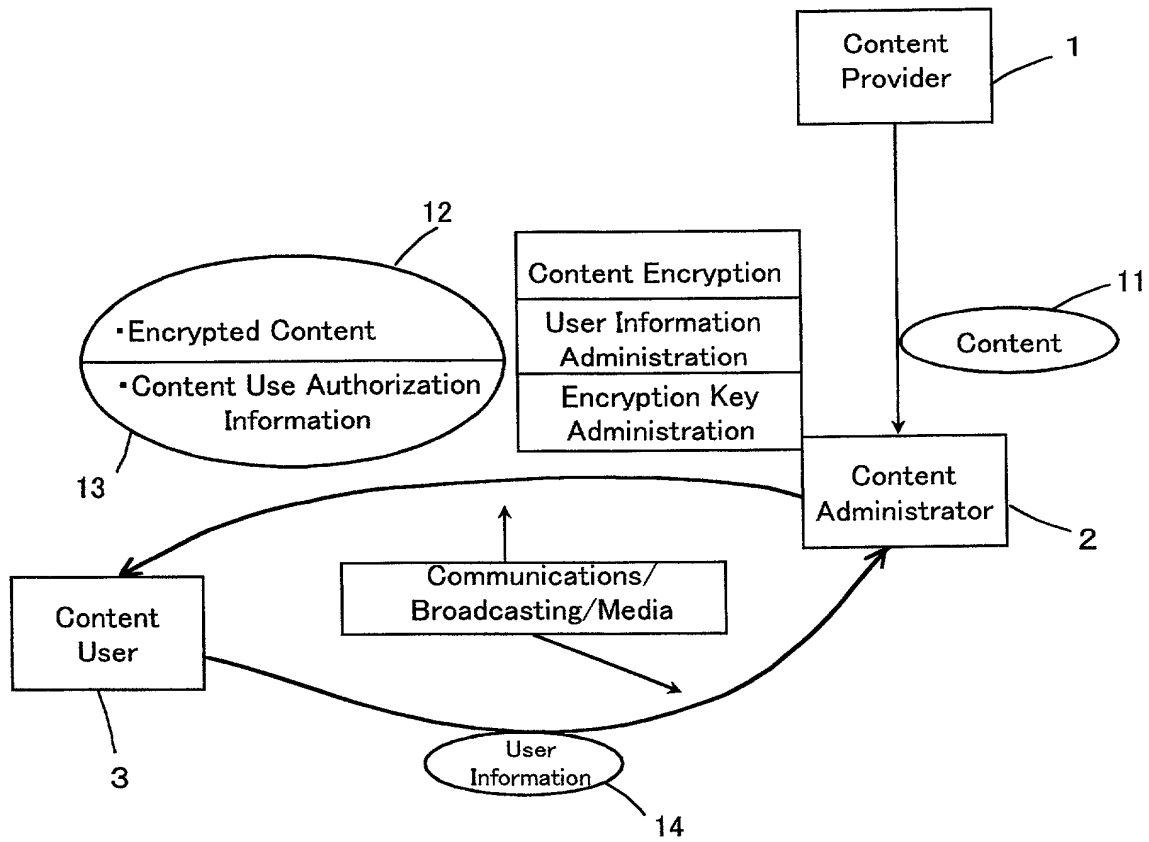 Content
Provider
1
12
Content Encryption
11
・Encrypted Content
User Information
Administration
Content
・Content Use Authorization
Information
Encryption Key
Administration
13
Content
Administrator
2
Communications/
Broadcasting/Media
Content
User
3
User
Information
14